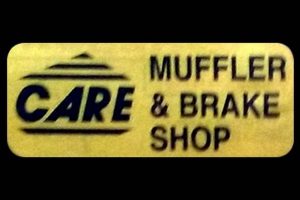 CARE
MUFFLER
& BRAKE
SHOP